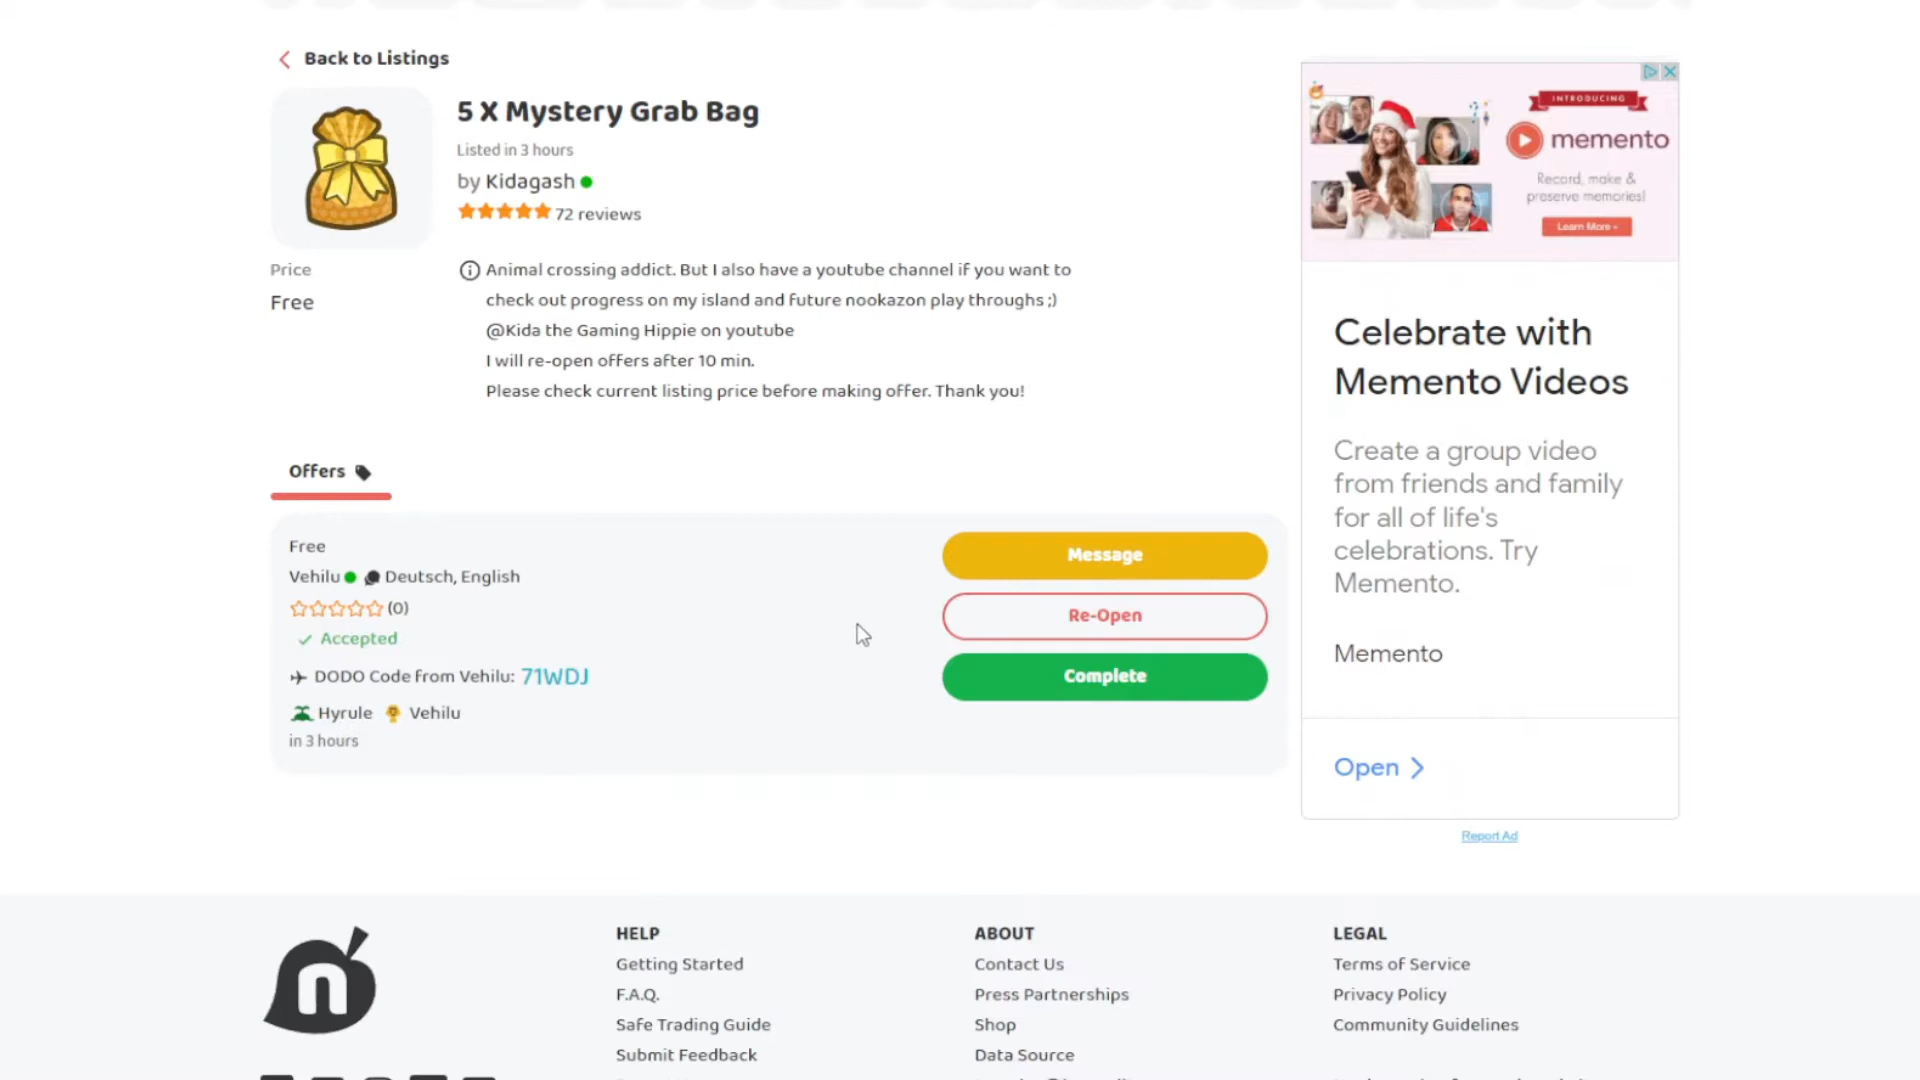 Back to Listings
5 X Mystery Grab Bag
Listed in 3 hours
by Kidagash
72 reviews
Price
Free
Animal crossing addict. But I also have a youtube channel if you want to
check out progress on my island and future nookazon play throughs ;)
@Kida the Gaming Hippie on youtube
I will re-open offers after 10 min.
Please check current listing price before making offer. Thank you!
Offers
Free
Vehilu Deutsch, English
(0)
Accepted
DODO Code from Vehilu: 71WDJ
Hyrule Vehilu
in 3 hours
Message
Re-Open
Complete
INTRODUCING
memento
Record, make &
preserve memories!
Learn More
Celebrate with
Memento Videos
Create a group video
from friends and family
for all of life's
celebrations. Try
Memento.
Memento
Open
Report Ad
n
HELP
Getting Started
F.A.Q.
Safe Trading Guide
Submit Feedback
ABOUT
Contact Us
Press Partnerships
Shop
Data Source
LEGAL
Terms of Service
Privacy Policy
Community Guidelines